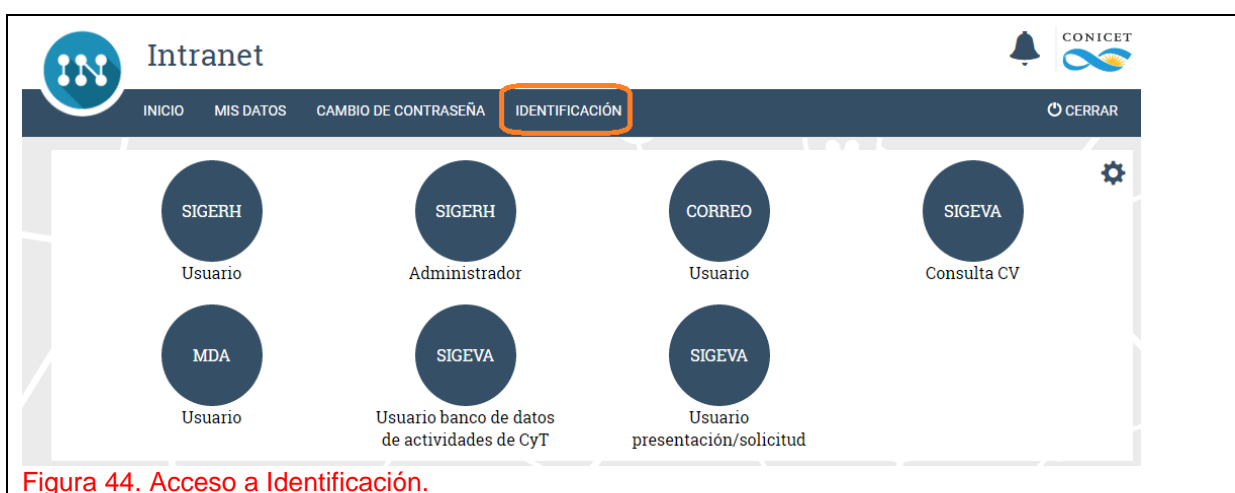 IN
Intranet
CONICET
INICIO MIS DATOS CAMBIO DE CONTRASEÑA IDENTIFICACIÓN CERRAR
SIGERH SIGERH CORREO SIGEVA
Usuario Administrador Usuario Consulta CV
MDA SIGEVA SIGEVA
Usuario Usuario banco de datos Usuario
de actividades de CyT presentación/solicitud
Figura 44. Acceso a Identificación.